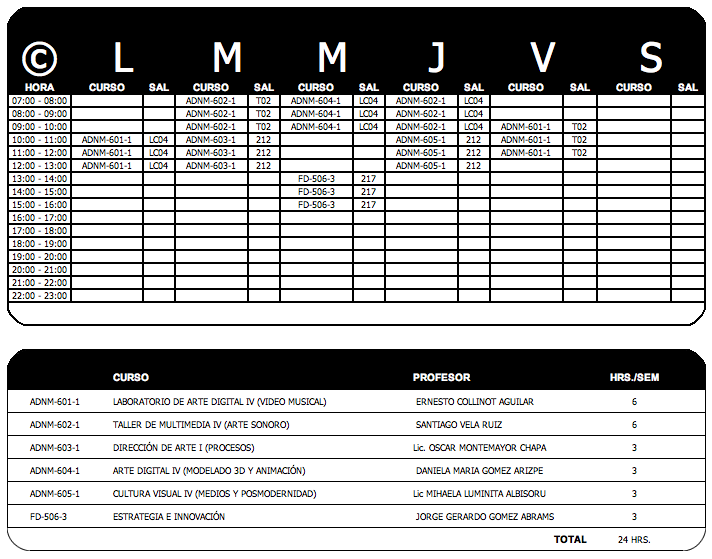 © L M M J V S
HORA CURSO SAL CURSO SAL CURSO SAL CURSO SAL CURSO SAL CURSO SAL
07:00 - 08:00 ADNM-602-1 T02 ADNM-604-1 LC04 ADNM-602-1 LC04
08:00 - 09:00 ADNM-602-1 T02 ADNM-604-1 LC04 ADNM-602-1 LC04
09:00 - 10:00 ADNM-602-1 T02 ADNM-604-1 LC04 ADNM-602-1 LC04 ADNM-601-1 T02
10:00 - 11:00 ADNM-601-1 LC04 ADNM-603-1 212 ADNM-605-1 212 ADNM-601-1 T02
11:00 - 12:00 ADNM-601-1 LC04 ADNM-603-1 212 ADNM-605-1 212 ADNM-601-1 T02
12:00 - 13:00 ADNM-601-1 LC04 ADNM-603-1 212 ADNM-605-1 212
13:00 - 14:00 FD-506-3 217
14:00 - 15:00 FD-506-3 217
15:00 - 16:00 FD-506-3 217
16:00 - 17:00
17:00 - 18:00
18:00 - 19:00
19:00 - 20:00
20:00 - 21:00
21:00 - 22:00
22:00 - 23:00
CURSO PROFESOR HRS./SEM
ADNM-601-1 LABORATORIO DE ARTE DIGITAL IV (VIDEO MUSICAL) ERNESTO COLLINOT AGUILAR 6
ADNM-602-1 TALLER DE MULTIMEDIA IV (ARTE SONORO) SANTIAGO VELA RUIZ 6
ADNM-603-1 DIRECCIÓN DE ARTE I (PROCESOS) Lic. OSCAR MONTEMAYOR CHAPA 3
ADNM-604-1 ARTE DIGITAL IV (MODELADO 3D Y ANIMACIÓN) DANIELA MARIA GOMEZ ARIZPE 3
ADNM-605-1 CULTURA VISUAL IV (MEDIOS Y POSMODERNIDAD) Lic MIHAELA LUMINITA ALBISORU 3
FD-506-3 ESTRATEGIA E INNOVACIÓN JORGE GERARDO GOMEZ ABRAMS 3
TOTAL 24 HRS.